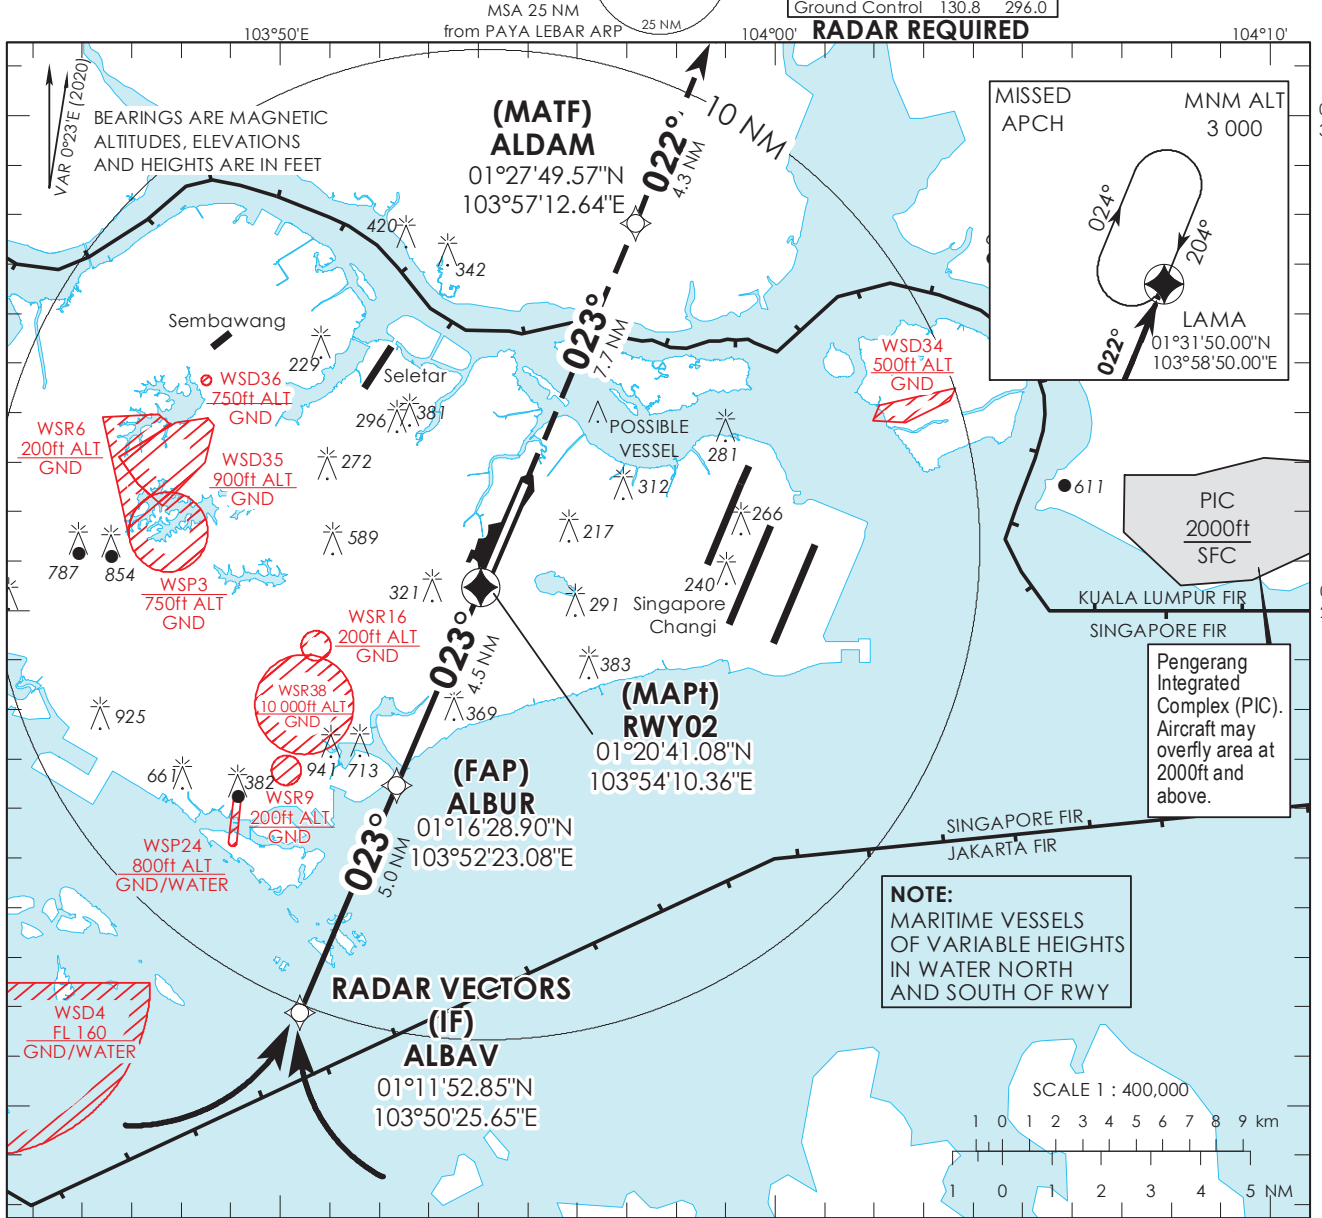 MSA 25 NM
from PAYA LEBAR ARP
25 NM
Ground Control 130.8 296.0
RADAR REQUIRED
103°50'E
104°00'
104°10'
VAR 0°23'E (2020)
BEARINGS ARE MAGNETIC
ALTITUDES, ELEVATIONS
AND HEIGHTS ARE IN FEET
(MATF)
ALDAM
01°27'49.57"N
103°57'12.64"E
022°
4.3 NM
10 NM
MISSED
APCH
MNM ALT
3 000
024°
204°
022°
LAMA
01°31'50.00"N
103°58'50.00"E
420
342
Sembawang
229
Seletar
023°
7.7 NM
WSD34
500ft ALT
GND
WSD36
750ft ALT
GND
296
381
POSSIBLE
VESSEL
281
WSR6
200ft ALT
GND
WSD35
900ft ALT
GND
272
312
611
PIC
2000ft
SFC
266
217
589
787
854
WSP3
750ft ALT
GND
321
240
291
Singapore
Changi
KUALA LUMPUR FIR
SINGAPORE FIR
WSR16
200ft ALT
GND
023°
4.5 NM
383
Pengerang
Integrated
Complex (PIC).
Aircraft may
overfly area at
2000ft and
above.
WSR38
10 000ft ALT
GND
925
369
(MAPt)
RWY02
01°20'41.08"N
103°54'10.36"E
941
713
661
382
WSR9
200ft ALT
GND
(FAP)
ALBUR
01°16'28.90"N
103°52'23.08"E
WSP24
800ft ALT
GND/WATER
023°
5.0 NM
SINGAPORE FIR
JAKARTA FIR
NOTE:
MARITIME VESSELS
OF VARIABLE HEIGHTS
IN WATER NORTH
AND SOUTH OF RWY
RADAR VECTORS
(IF)
ALBAV
01°11'52.85"N
103°50'25.65"E
WSD4
FL 160
GND/WATER
SCALE 1 : 400,000
1 0 1 2 3 4 5 6 7 8 9 km
1 0 1 2 3 4 5 NM